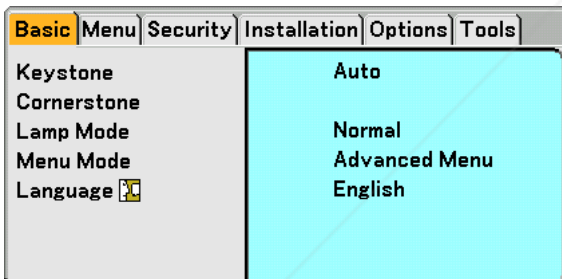 Basic Menu Security Installation Options Tools
Keystone Auto
Cornerstone
Lamp Mode Normal
Menu Mode Advanced Menu
Language English